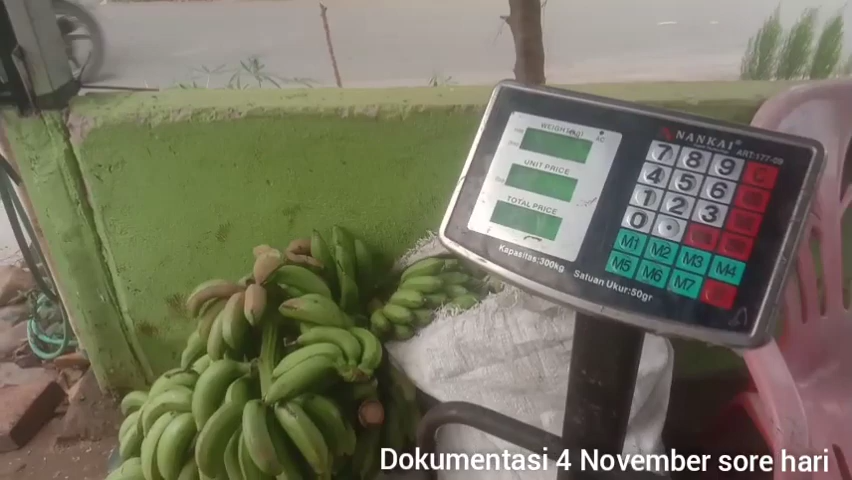 WEIGHT(kg)
AC
UNIT PRICE
TOTAL PRICE
NANKAI
ART:177-09
7 8 9 C
4 5 6
1 2 3
0
M1 M2 M3 M4
M5 M6 M7
Kapasitas:300kg Satuan Ukur:50gr
Dokumentasi 4 November sore hari